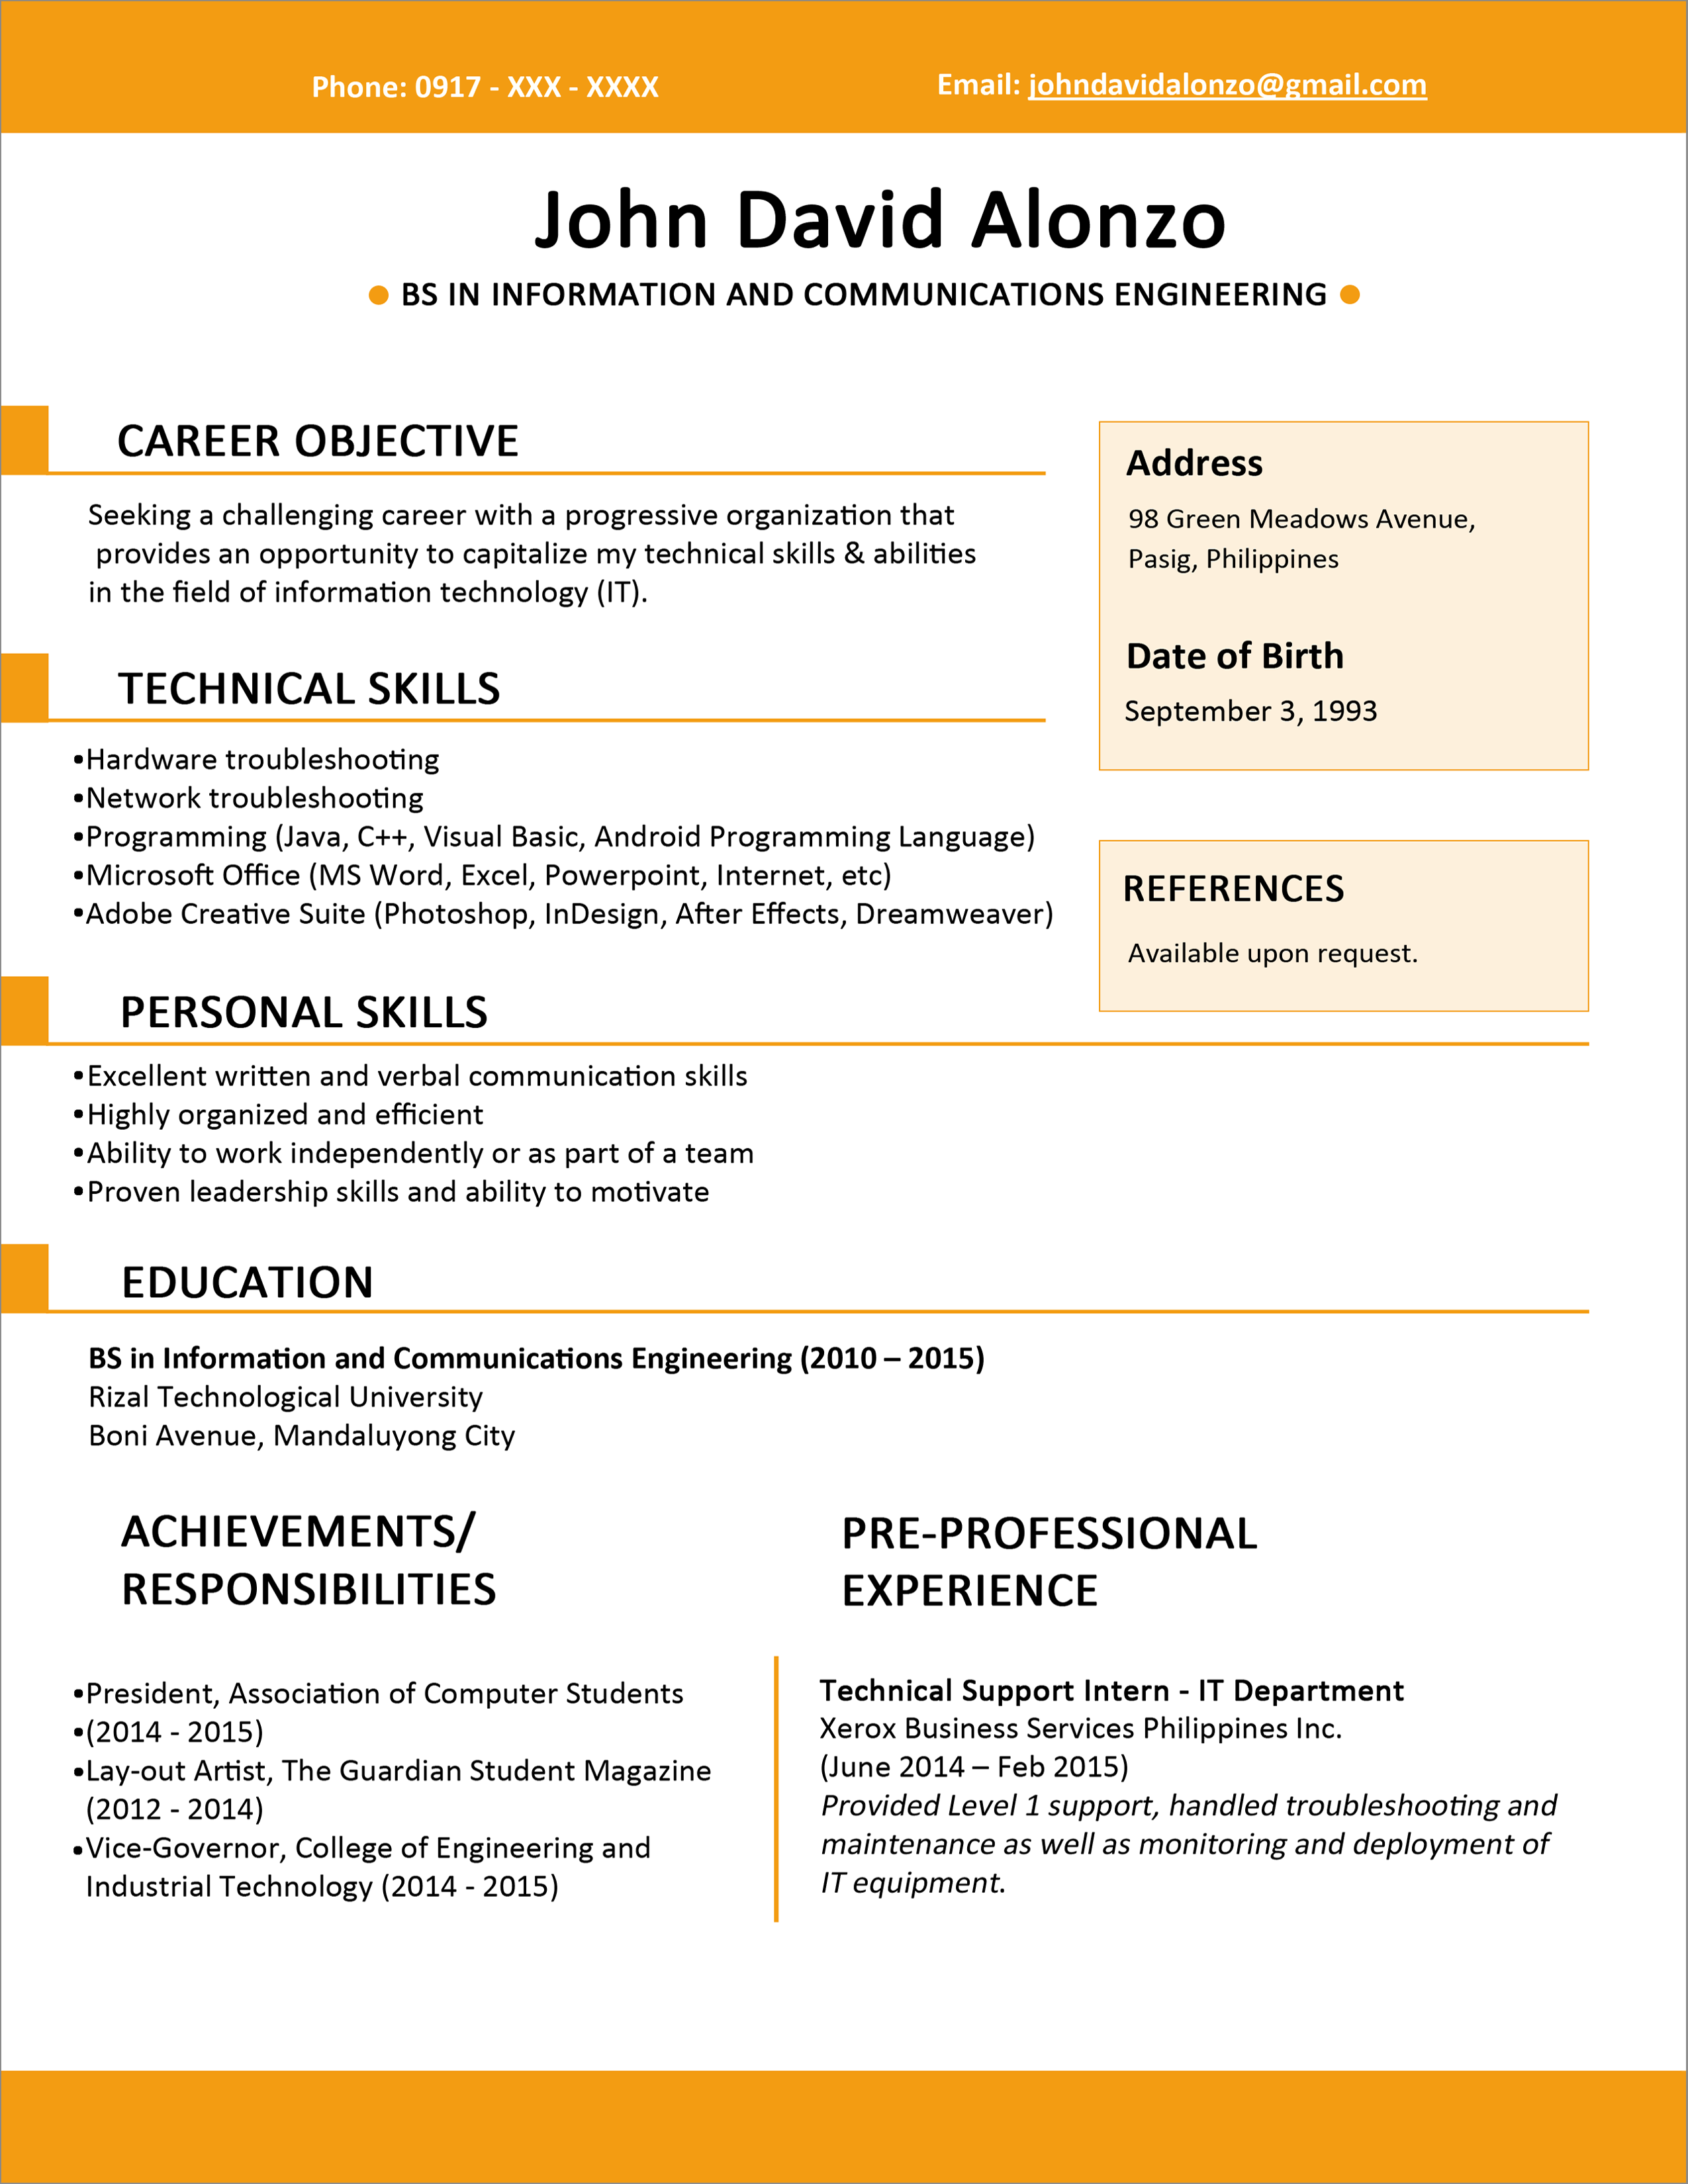 Phone: 0917 - XXX - XXXX
Email: johndavidalonzo@gmail.com
John David Alonzo
BS IN INFORMATION AND COMMUNICATIONS ENGINEERING
CAREER OBJECTIVE
Seeking a challenging career with a progressive organization that
provides an opportunity to capitalize my technical skills & abilities
in the field of information technology (IT).
Address
98 Green Meadows Avenue,
Pasig, Philippines
Date of Birth
September 3, 1993
TECHNICAL SKILLS
•Hardware troubleshooting
•Network troubleshooting
•Programming (Java, C++, Visual Basic, Android Programming Language)
•Microsoft Office (MS Word, Excel, Powerpoint, Internet, etc)
•Adobe Creative Suite (Photoshop, InDesign, After Effects, Dreamweaver)
REFERENCES
Available upon request.
PERSONAL SKILLS
•Excellent written and verbal communication skills
•Highly organized and efficient
•Ability to work independently or as part of a team
•Proven leadership skills and ability to motivate
EDUCATION
BS in Information and Communications Engineering (2010 – 2015)
Rizal Technological University
Boni Avenue, Mandaluyong City
ACHIEVEMENTS/
RESPONSIBILITIES
•President, Association of Computer Students
•(2014 - 2015)
•Lay-out Artist, The Guardian Student Magazine
(2012 - 2014)
•Vice-Governor, College of Engineering and
Industrial Technology (2014 - 2015)
PRE-PROFESSIONAL
EXPERIENCE
Technical Support Intern - IT Department
Xerox Business Services Philippines Inc.
(June 2014 – Feb 2015)
Provided Level 1 support, handled troubleshooting and
maintenance as well as monitoring and deployment of
IT equipment.